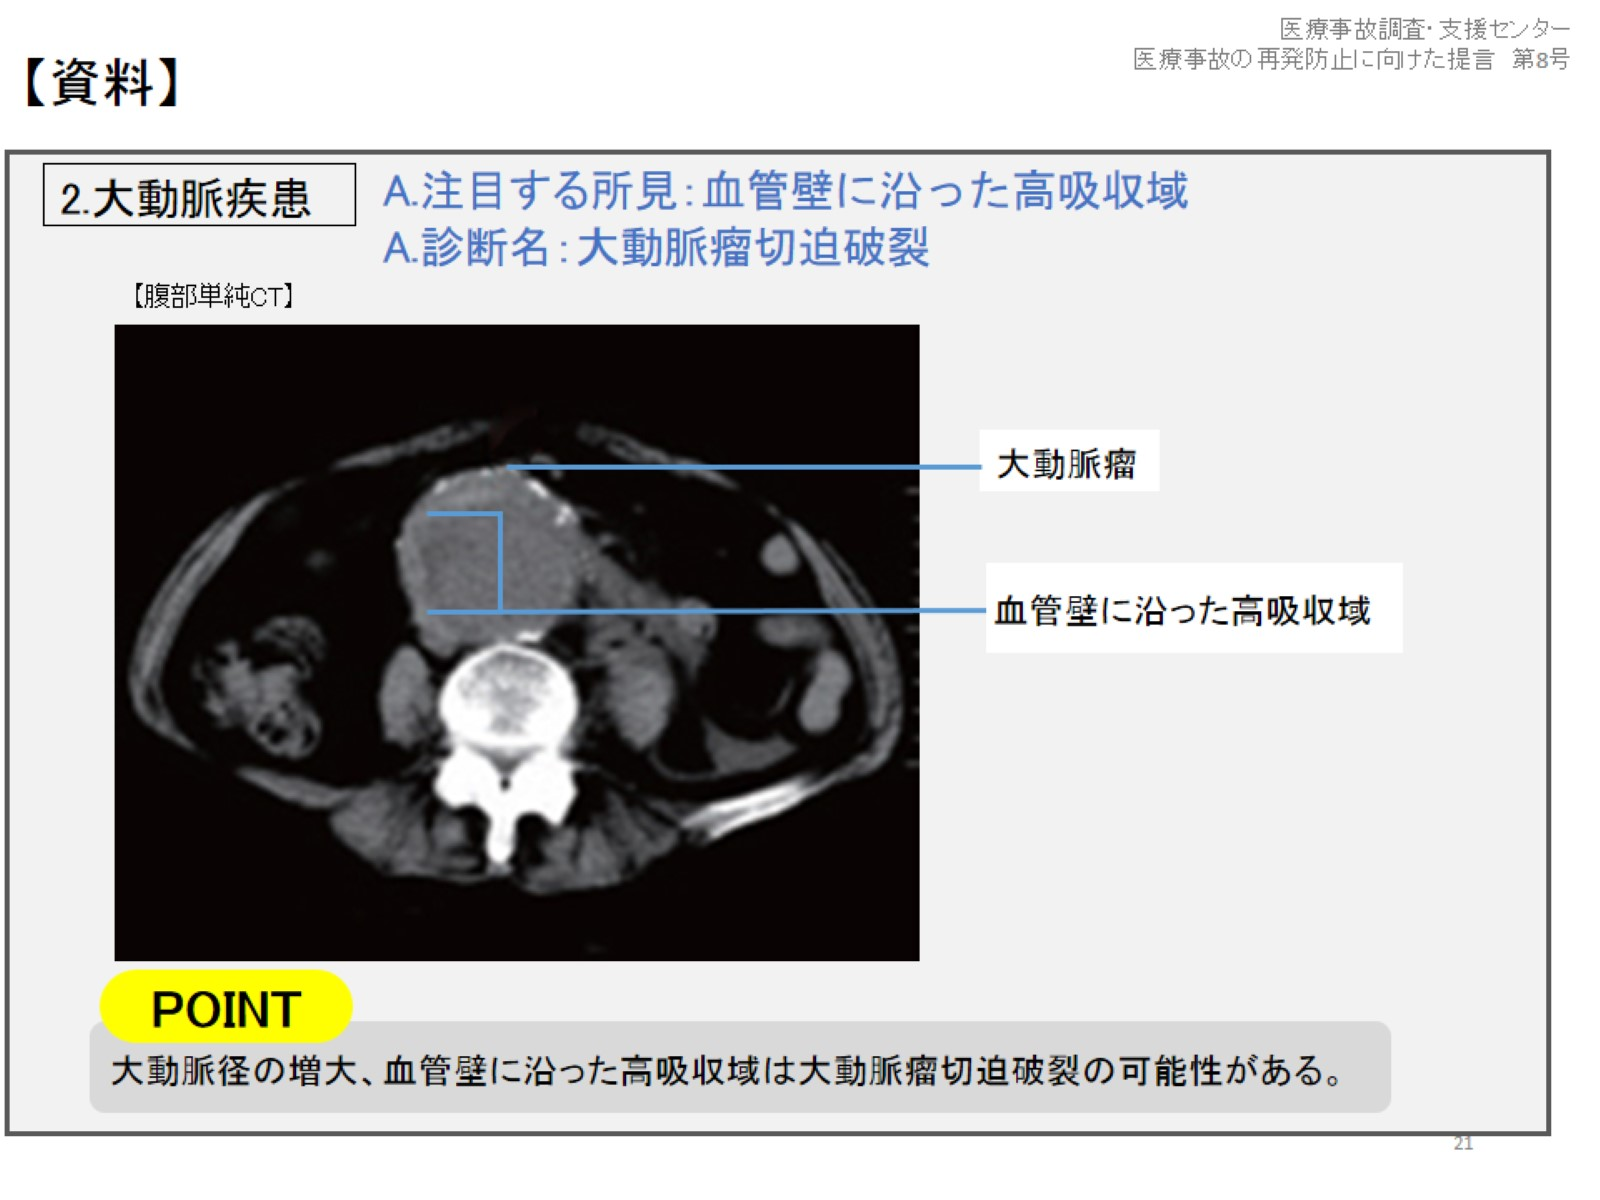 医療事故調査・支援センター
医療事故の再発防止に向けた提言 第8号
【資料】
2.大動脈疾患
A.注目する所見：血管壁に沿った高吸収域
A.診断名：大動脈瘤切迫破裂
【腹部単純CT】
大動脈瘤
血管壁に沿った高吸収域
POINT
大動脈径の増大、血管壁に沿った高吸収域は大動脈瘤切迫破裂の可能性がある。
21